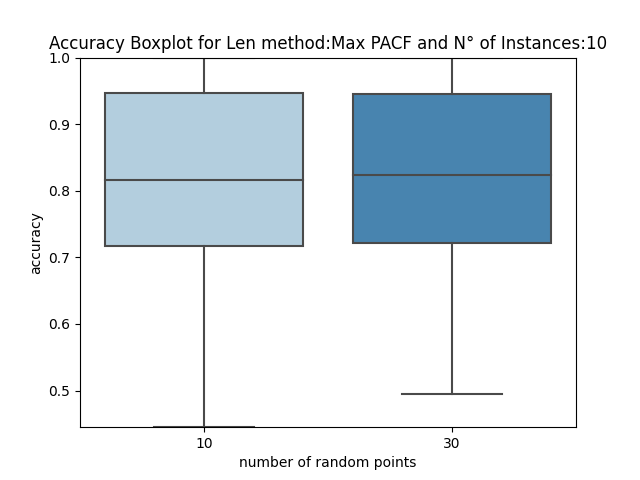 Accuracy Boxplot for Len method:Max PACF and N° of Instances:10
1.0
0.9
0.8
0.7
0.6
0.5
accuracy
10 30
number of random points